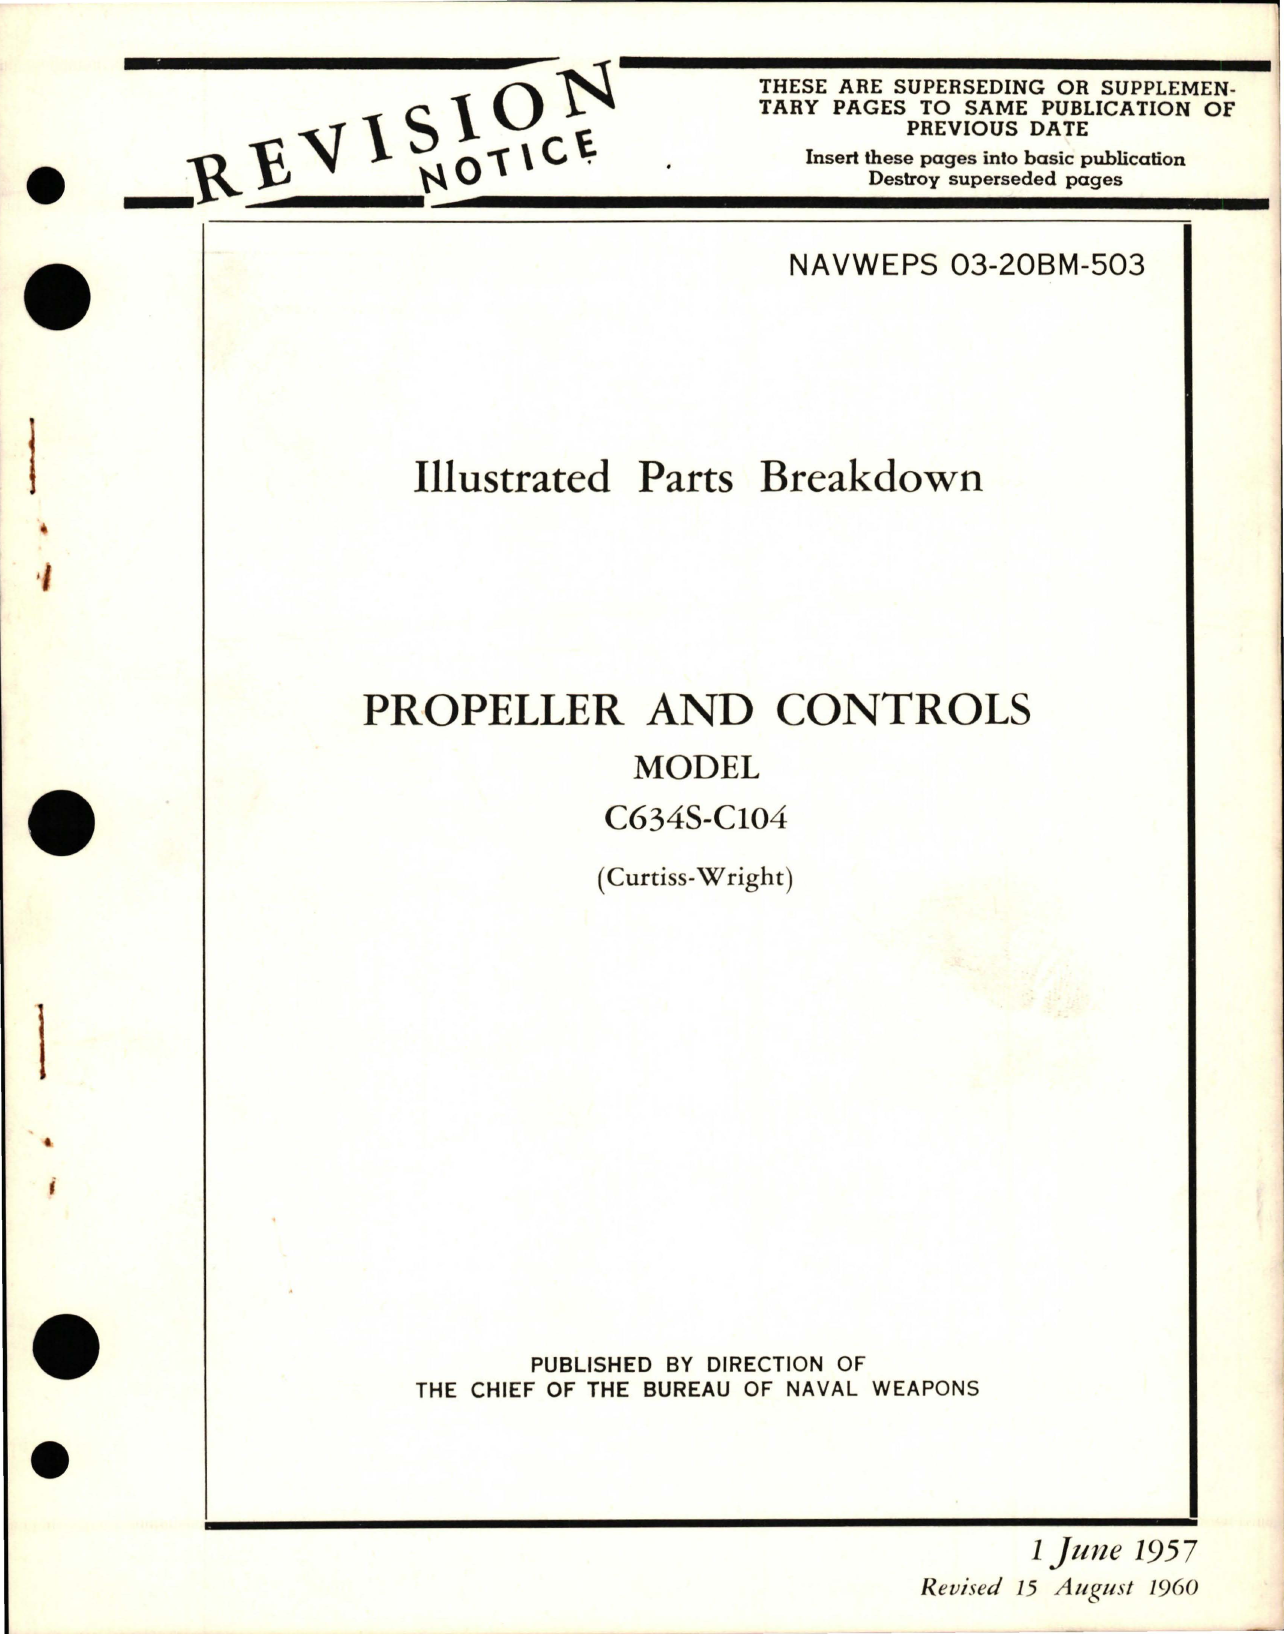 REVISION
NOTICE
THESE ARE SUPERSEDING OR SUPPLEMEN-
TARY PAGES TO SAME PUBLICATION OF
PREVIOUS DATE
Insert these pages into basic publication
Destroy superseded pages
NAVWEPS 03-20BM-503
Illustrated Parts Breakdown
PROPELLER AND CONTROLS
MODEL
C634S-C104
(Curtiss-Wright)
PUBLISHED BY DIRECTION OF
THE CHIEF OF THE BUREAU OF NAVAL WEAPONS
1 June 1957
Revised 15 August 1960